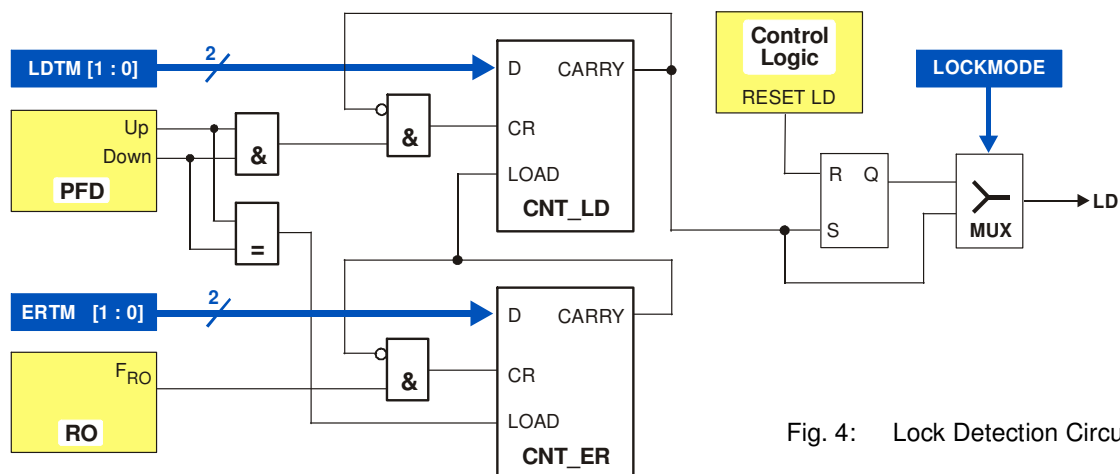 LDTM [1 : 0]
2
D
CARRY
Control
Logic
RESET LD
LOCKMODE
Up
Down
PFD
&
&
CR
LOAD
CNT_LD
R
Q
S
MUX
LD
=
ERTM [1 : 0]
2
D
CARRY
FRO
RO
&
CR
LOAD
CNT_ER
Fig. 4: Lock Detection Circu